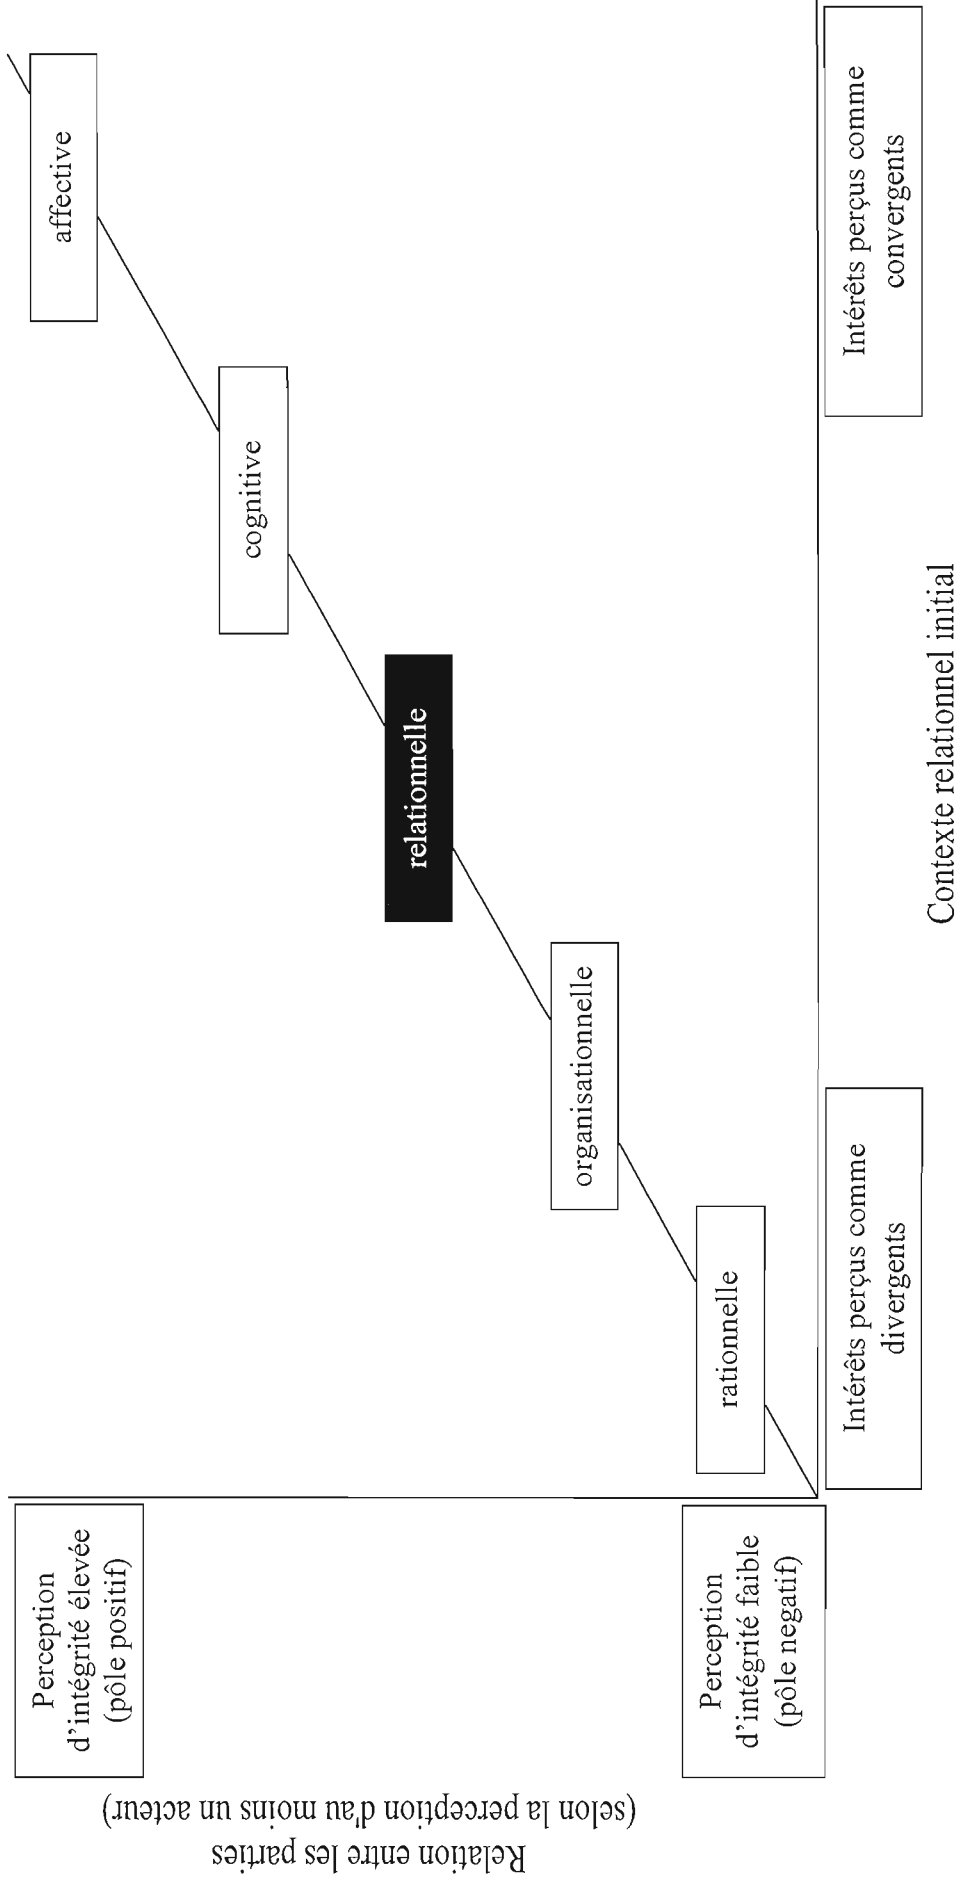 Relation entre les parties
(selon la perception d'au moins un acteur)
Perception
d'intégrité élevée
(pôle positif)
affective
cognitive
relationnelle
organisationnelle
rationnelle
Perception
d'intégrité faible
(pôle negatif)
Intérêts perçus comme
divergents
Intérêts perçus comme
convergents
Contexte relationnel initial